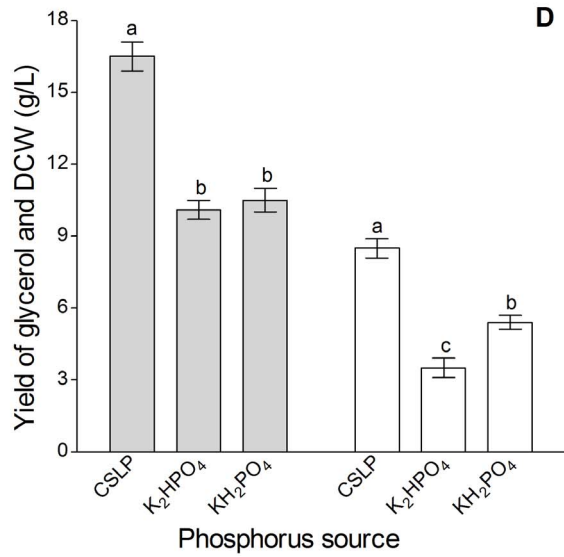 D
Yield of glycerol and DCW (g/L)
18
15
12
9
6
3
0
a
b
b
a
c
b
CSLP
K₂HPO₄
KH₂PO₄
CSLP
K₂HPO₄
KH₂PO₄
Phosphorus source